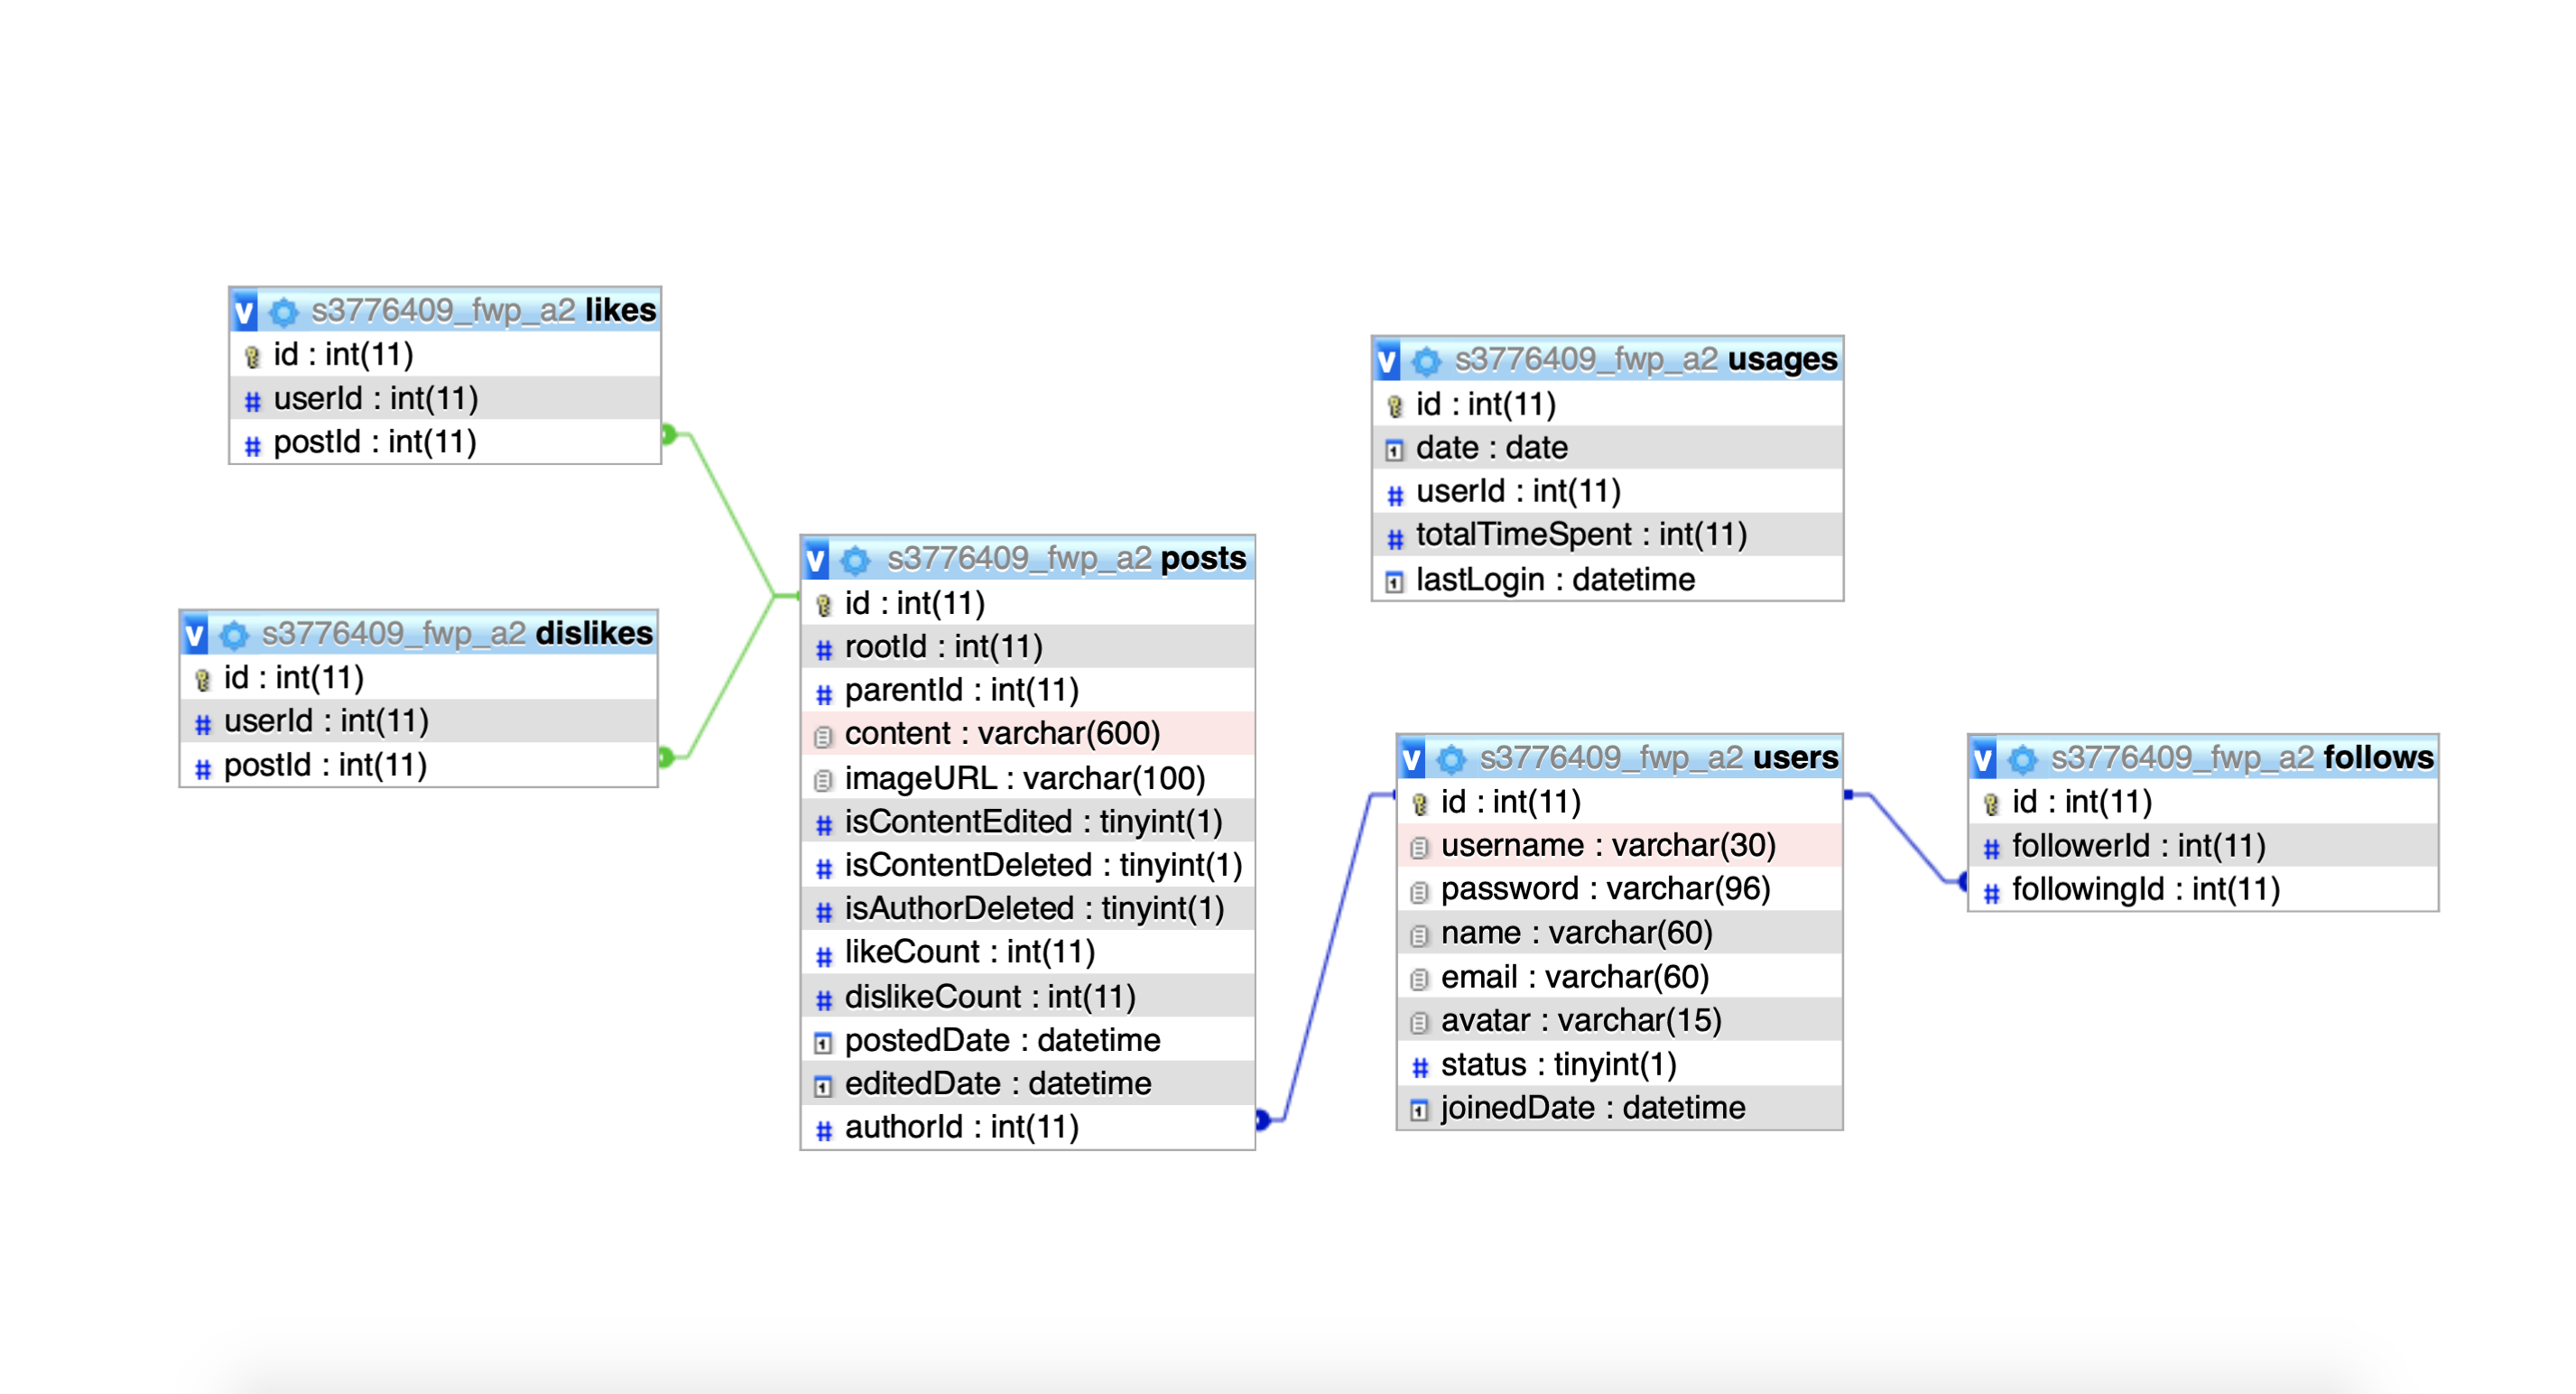 s3776409_fwp_a2 likes
id : int(11)
userId : int(11)
postId : int(11)
s3776409_fwp_a2 dislikes
id : int(11)
userId : int(11)
postId : int(11)
s3776409_fwp_a2 posts
id : int(11)
rootId : int(11)
parentId : int(11)
content : varchar(600)
imageURL : varchar(100)
isContentEdited : tinyint(1)
isContentDeleted : tinyint(1)
isAuthorDeleted : tinyint(1)
likeCount : int(11)
dislikeCount : int(11)
postedDate : datetime
editedDate : datetime
authorId : int(11)
s3776409_fwp_a2 usages
id : int(11)
date : date
userId : int(11)
totalTimeSpent : int(11)
lastLogin : datetime
s3776409_fwp_a2 users
id : int(11)
username : varchar(30)
password : varchar(96)
name : varchar(60)
email : varchar(60)
avatar : varchar(15)
status : tinyint(1)
joinedDate : datetime
s3776409_fwp_a2 follows
id : int(11)
followerId : int(11)
followingId : int(11)